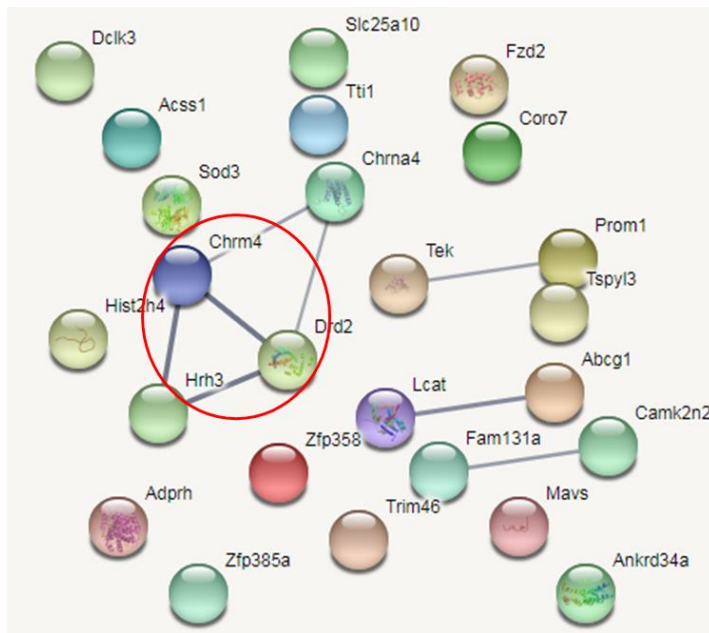 Slc25a10
Dclk3
Fzd2
Tti1
Acss1
Coro7
Chrna4
Sod3
Prom1
Chrm4
Tek
Tspyl3
Hist2h4
Drd2
Abcg1
Hrh3
Lcat
Camk2n2
Zfp358
Fam131a
Adprh
Mavs
Trim46
Zfp385a
Ankrd34a